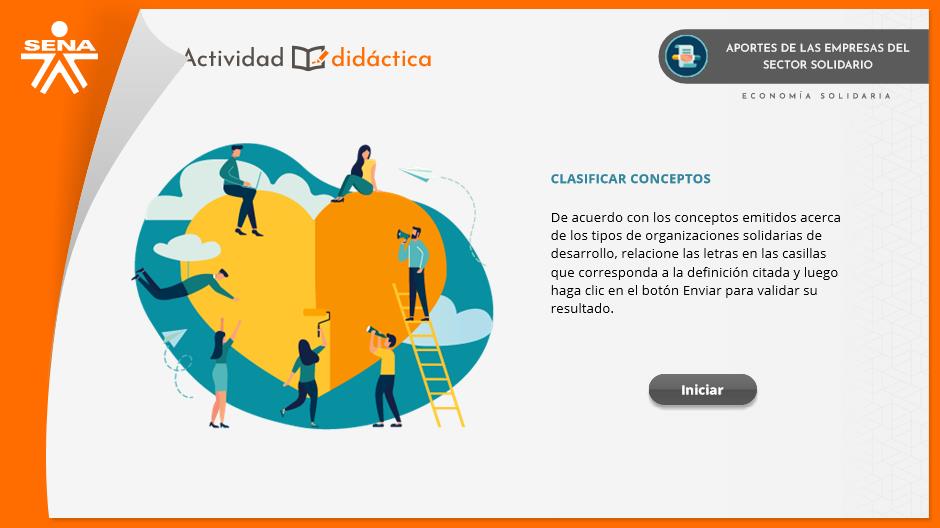 SENA
Actividad didáctica
APORTES DE LAS EMPRESAS DEL
SECTOR SOLIDARIO
ECONOMÍA SOLIDARIA
CLASIFICAR CONCEPTOS
De acuerdo con los conceptos emitidos acerca
de los tipos de organizaciones solidarias de
desarrollo, relacione las letras en las casillas
que corresponda a la definición citada y luego
haga clic en el botón Enviar para validar su
resultado.
Iniciar